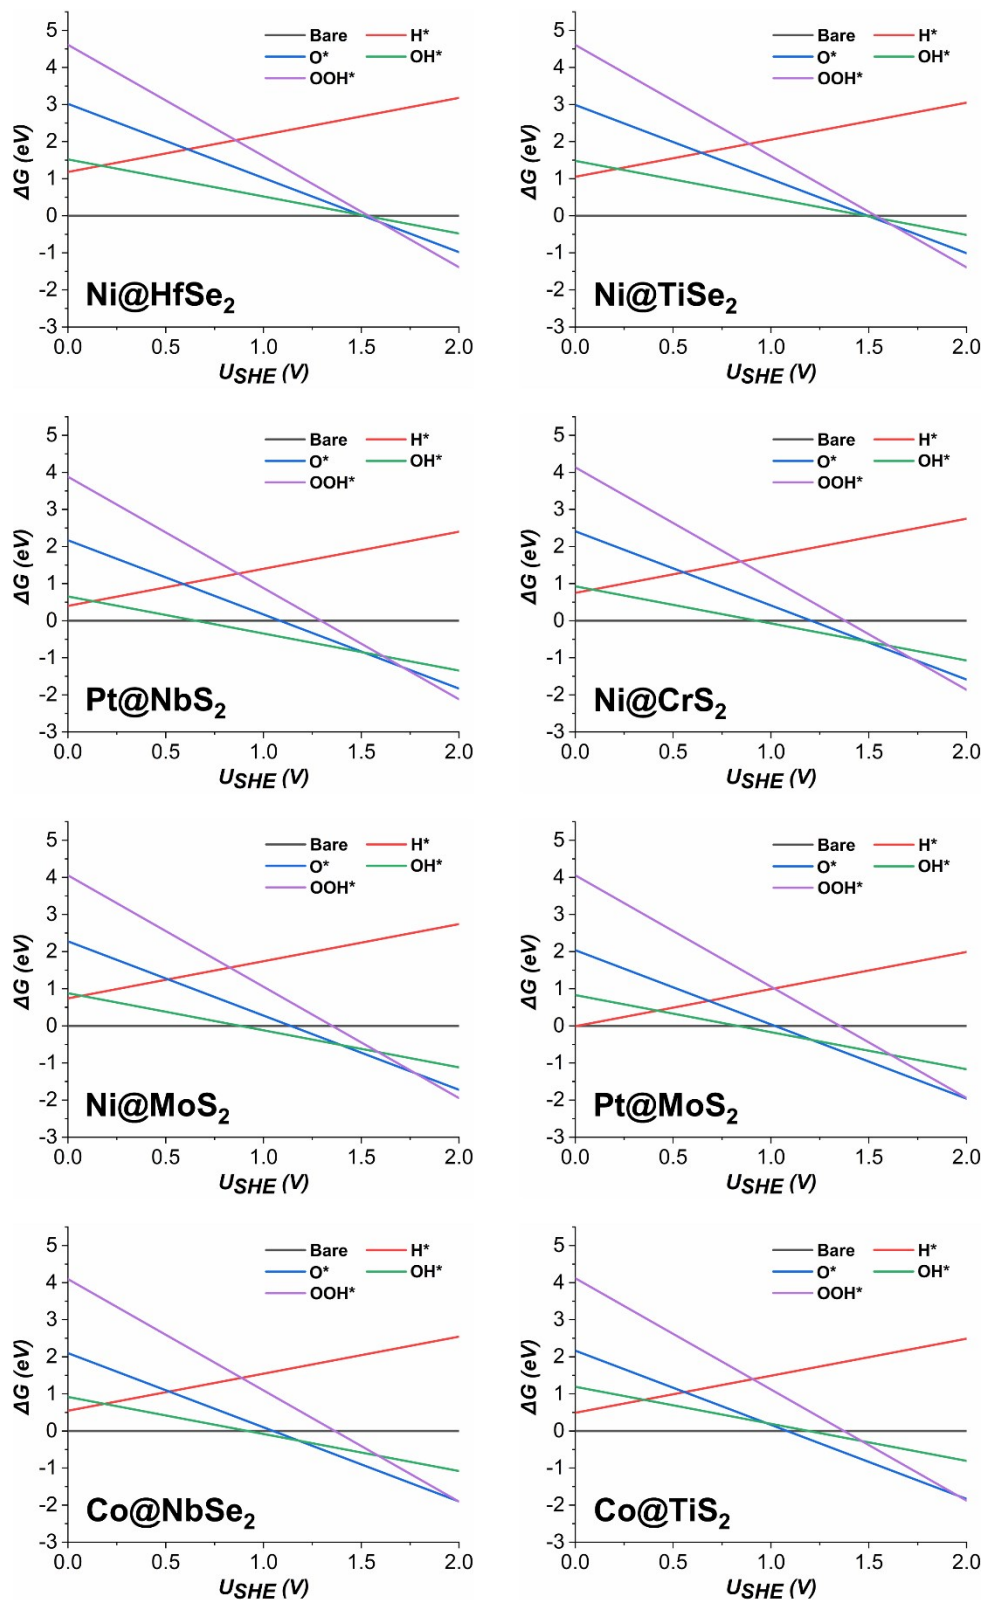 5
4
3
2
1
0
-1
-2
-3
ΔG (eV)
Bare H*
O* OH*
OOH*
Ni@HfSe2
0.0 0.5 1.0 1.5 2.0
USHE (V)
5
4
3
2
1
0
-1
-2
-3
ΔG (eV)
Bare H*
O* OH*
OOH*
Ni@TiSe2
0.0 0.5 1.0 1.5 2.0
USHE (V)
5
4
3
2
1
0
-1
-2
-3
ΔG (eV)
Bare H*
O* OH*
OOH*
Pt@NbS2
0.0 0.5 1.0 1.5 2.0
USHE (V)
5
4
3
2
1
0
-1
-2
-3
ΔG (eV)
Bare H*
O* OH*
OOH*
Ni@CrS2
0.0 0.5 1.0 1.5 2.0
USHE (V)
5
4
3
2
1
0
-1
-2
-3
ΔG (eV)
Bare H*
O* OH*
OOH*
Ni@MoS2
0.0 0.5 1.0 1.5 2.0
USHE (V)
5
4
3
2
1
0
-1
-2
-3
ΔG (eV)
Bare H*
O* OH*
OOH*
Pt@MoS2
0.0 0.5 1.0 1.5 2.0
USHE (V)
5
4
3
2
1
0
-1
-2
-3
ΔG (eV)
Bare H*
O* OH*
OOH*
Co@NbSe2
0.0 0.5 1.0 1.5 2.0
USHE (V)
5
4
3
2
1
0
-1
-2
-3
ΔG (eV)
Bare H*
O* OH*
OOH*
Co@TiS2
0.0 0.5 1.0 1.5 2.0
USHE (V)